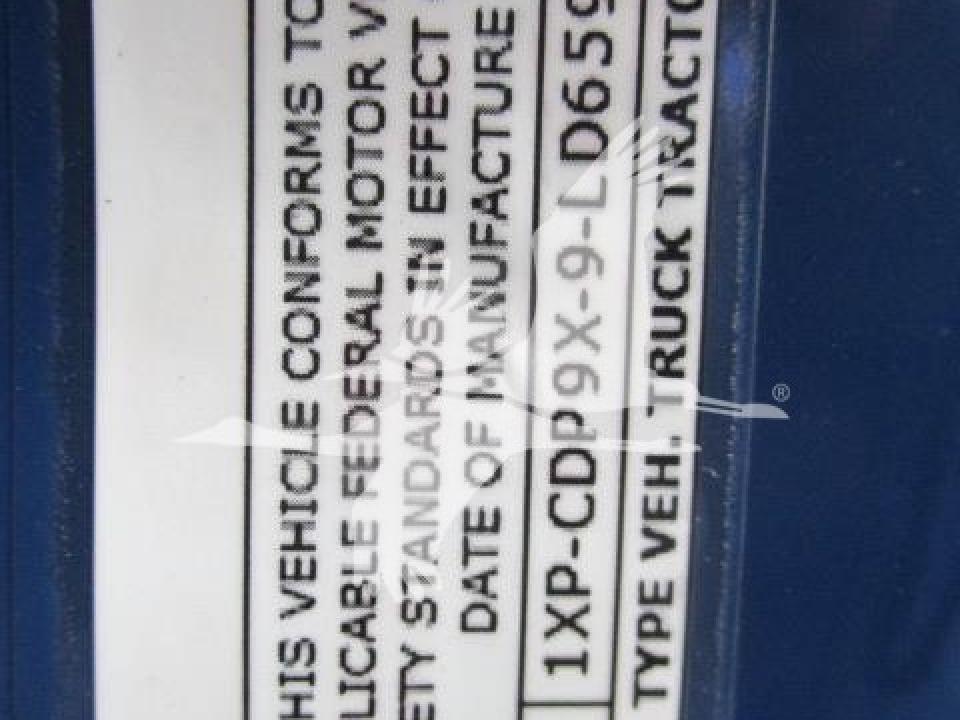 HIS VEHICLE CONFORMS TO
LICABLE FEDERAL MOTOR V
ETY STANDARDS IN EFFECT
DATE OF MANUFACTURE
1XP-CDP9X-9-LD659
TYPE VEH. TRUCK TRACTO
®